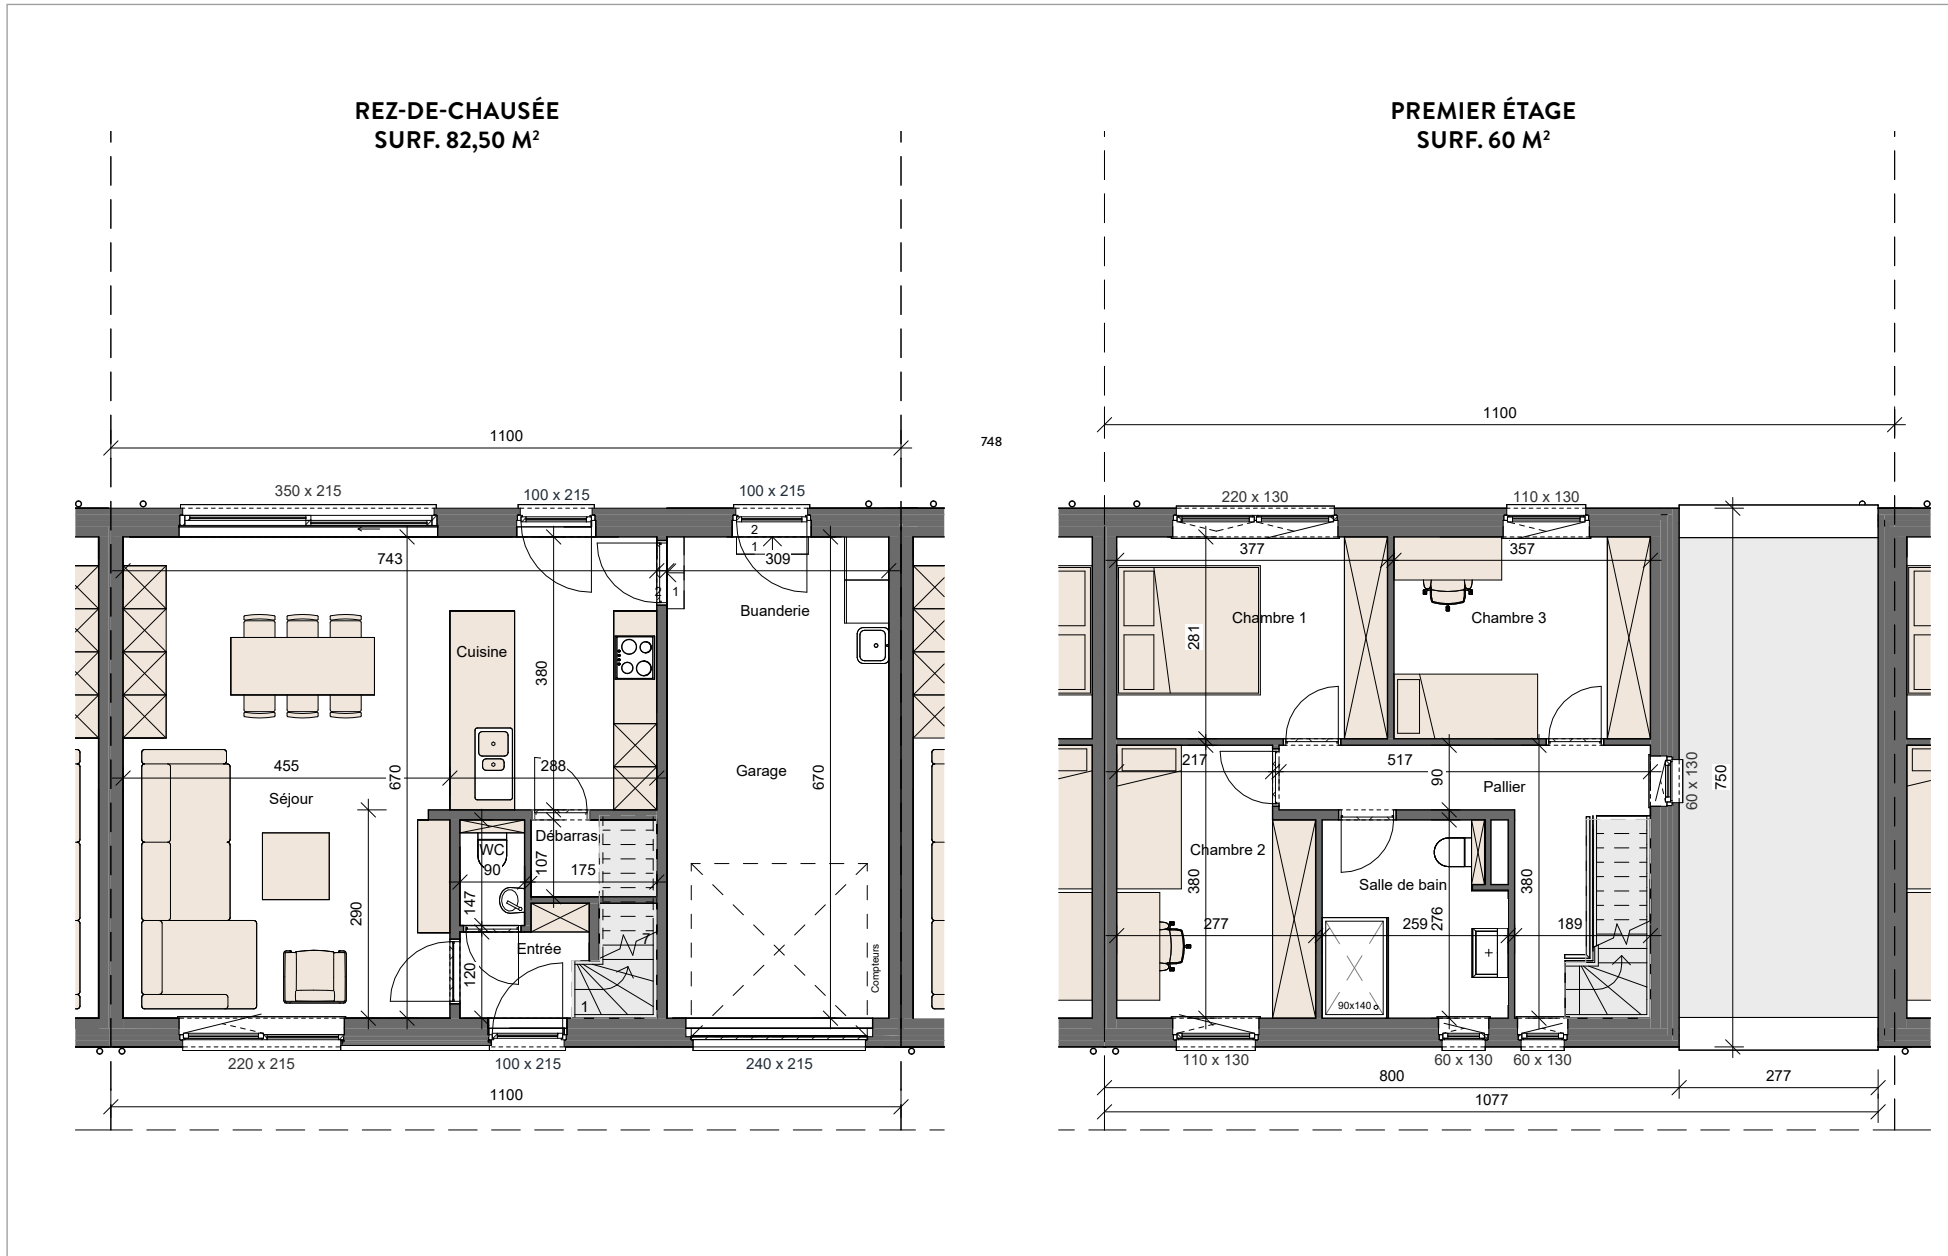 REZ-DE-CHAUSÉE
SURF. 82,50 M²
PREMIER ÉTAGE
SURF. 60 M²
1100
1100
748
350 x 215
100 x 215
100 x 215
220 x 130
110 x 130
2
1
743
309
377
357
2
1
Buanderie
Chambre 1
Chambre 3
281
Cuisine
380
455
670
288
Garage
670
217
517
90
Pallier
60 x 130
750
Séjour
Débarras
WC
90
107
175
Chambre 2
380
Salle de bain
380
147
290
277
259
276
189
7
Entrée
120
Compteurs
1
90x140
220 x 215
100 x 215
240 x 215
110 x 130
60 x 130
60 x 130
800
277
1100
1077